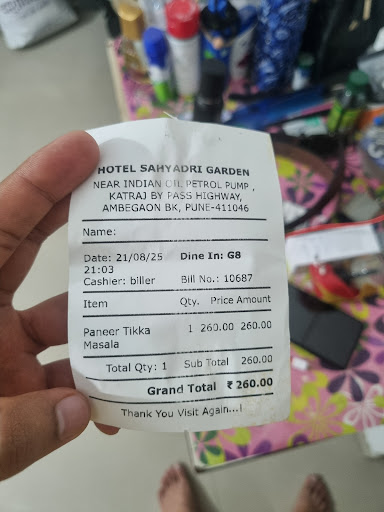 HOTEL SAHYADRI GARDEN
NEAR INDIAN OIL PETROL PUMP ,
KATRAJ BY PASS HIGHWAY,
AMBEGAON BK, PUNE-411046
Name:
Date: 21/08/25 Dine In: G8
21:03
Cashier: biller Bill No.: 10687
Item Qty. Price Amount
Paneer Tikka 1 260.00 260.00
Masala
Total Qty: 1 Sub Total 260.00
Grand Total ₹ 260.00
Thank You Visit Again...!